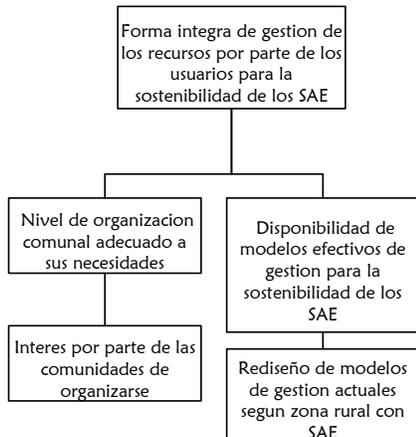 Forma integra de gestion de
los recursos por parte de los
usuarios para la
sostenibilidad de los SAE
Nivel de organizacion
comunal adecuado a
sus necesidades
Disponibilidad de
modelos efectivos de
gestion para la
sostenibilidad de los
SAE
Interes por parte de las
comunidades de
organizarse
Rediseño de modelos
de gestion actuales
segun zona rural con
SAE